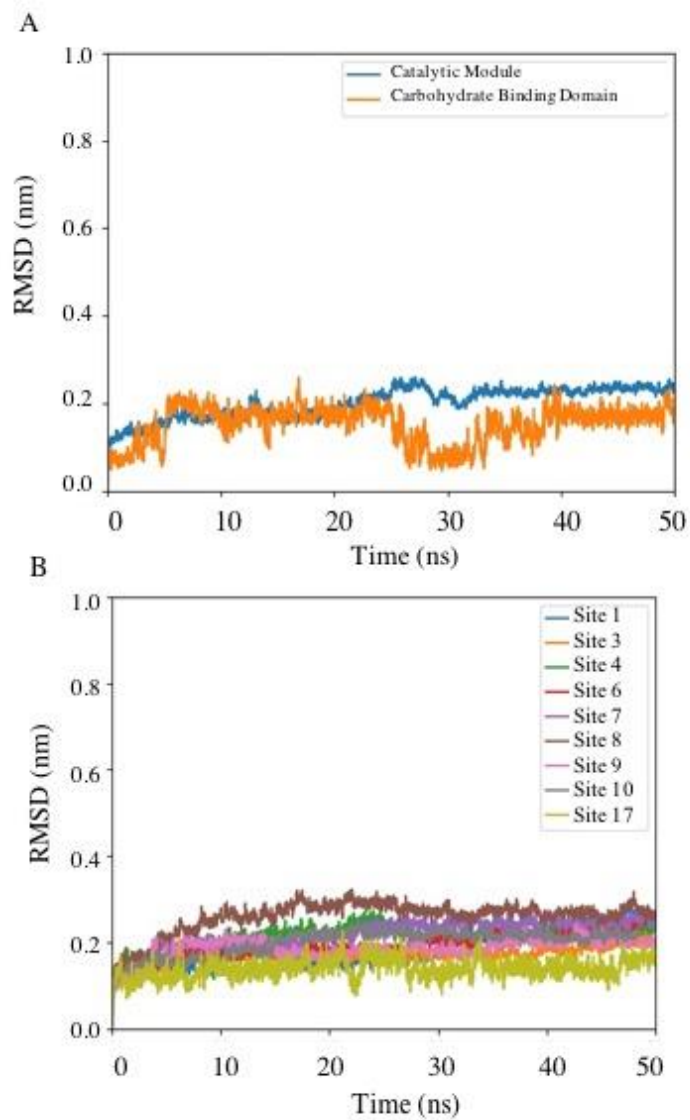 A
1.0
Catalytic Module
Carbohydrate Binding Domain
0.8
0.6
RMSD (nm)
0.4
0.2
0.0
0 10 20 30 40 50
Time (ns)
B
1.0
Site 1
Site 3
Site 4
Site 6
Site 7
Site 8
Site 9
Site 10
Site 17
0.8
RMSD (nm)
0.6
0.4
0.2
0.0
0 10 20 30 40 50
Time (ns)